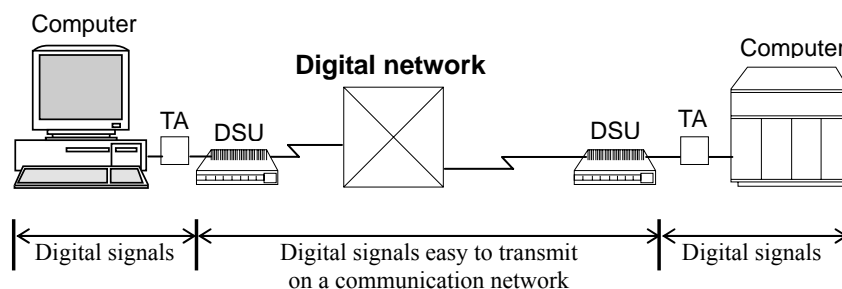 Computer
Computer
Digital network
TA
DSU
DSU
TA
Digital signals
Digital signals easy to transmit
on a communication network
Digital signals